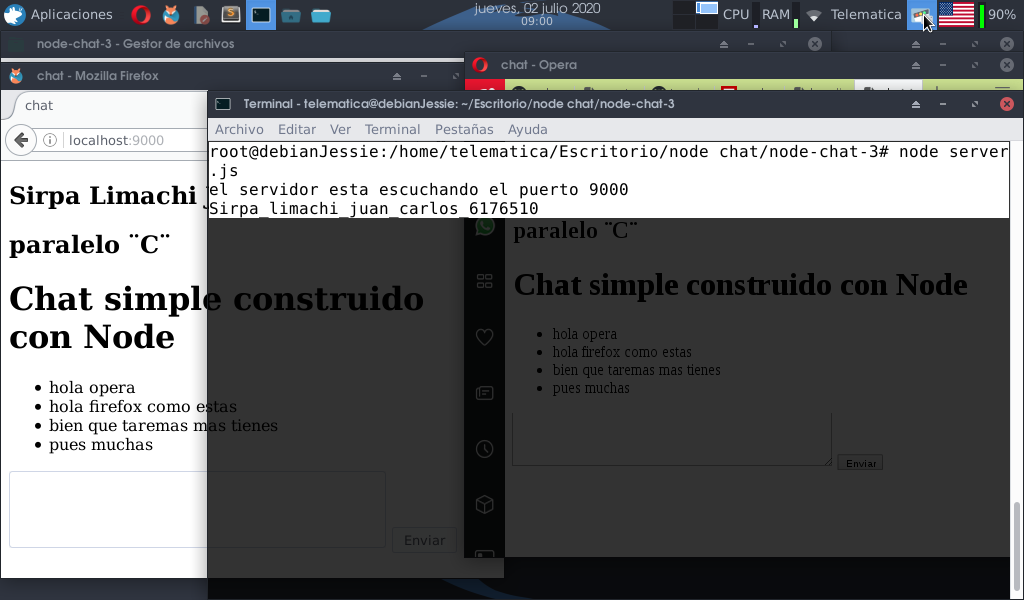 Aplicaciones
jueves, 02 julio 2020
09:00
CPU RAM Telematica 90%
node-chat-3 - Gestor de archivos
chat - Opera
chat - Mozilla Firefox
chat
localhost:9000
Sirpa Limachi
paralelo ¨C¨
Chat simple construido
con Node
• hola opera
• hola firefox como estas
• bien que taremas mas tienes
• pues muchas
Enviar
Terminal - telematica@debianJessie: ~/Escritorio/node chat/node-chat-3
Archivo Editar Ver Terminal Pestañas Ayuda
root@debianJessie:/home/telematica/Escritorio/node chat/node-chat-3# node server
.js
el servidor esta escuchando el puerto 9000
Sirpa_limachi_juan_carlos_6176510
paralelo ¨C¨
Chat simple construido con Node
• hola opera
• hola firefox como estas
• bien que taremas mas tienes
• pues muchas
Enviar